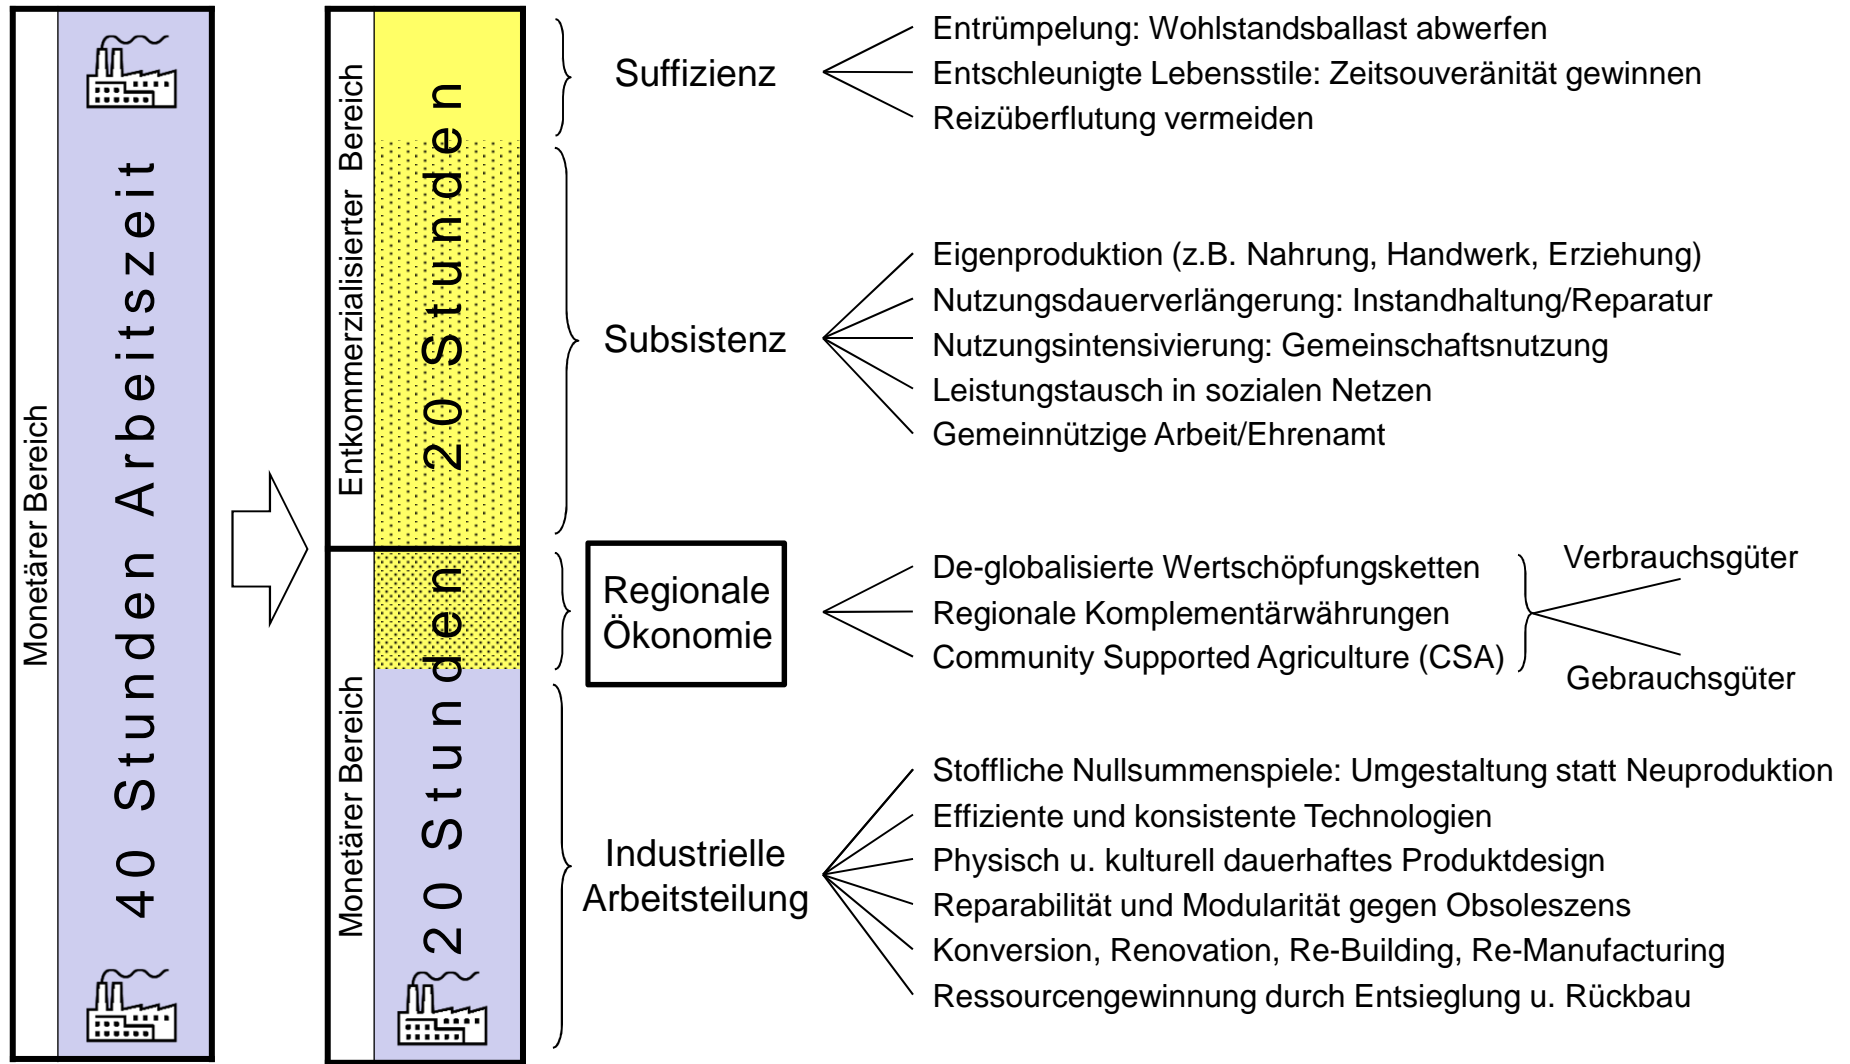 Monetärer Bereich
40 Stunden Arbeitszeit
Entkommerzialisierter Bereich
20 Stunden
Monetärer Bereich
20 Stunden
Suffizienz
Entrümpelung: Wohlstandsballast abwerfen
Entschleunigte Lebensstile: Zeitsouveränität gewinnen
Reizüberflutung vermeiden
Subsistenz
Eigenproduktion (z.B. Nahrung, Handwerk, Erziehung)
Nutzungsdauerverlängerung: Instandhaltung/Reparatur
Nutzungsintensivierung: Gemeinschaftsnutzung
Leistungstausch in sozialen Netzen
Gemeinnützige Arbeit/Ehrenamt
Regionale
Ökonomie
De-globalisierte Wertschöpfungsketten
Regionale Komplementärwährungen
Community Supported Agriculture (CSA)
Verbrauchsgüter
Gebrauchsgüter
Industrielle
Arbeitsteilung
Stoffliche Nullsummenspiele: Umgestaltung statt Neuproduktion
Effiziente und konsistente Technologien
Physisch u. kulturell dauerhaftes Produktdesign
Reparabilität und Modularität gegen Obsoleszens
Konversion, Renovation, Re-Building, Re-Manufacturing
Ressourcengewinnung durch Entsieglung u. Rückbau